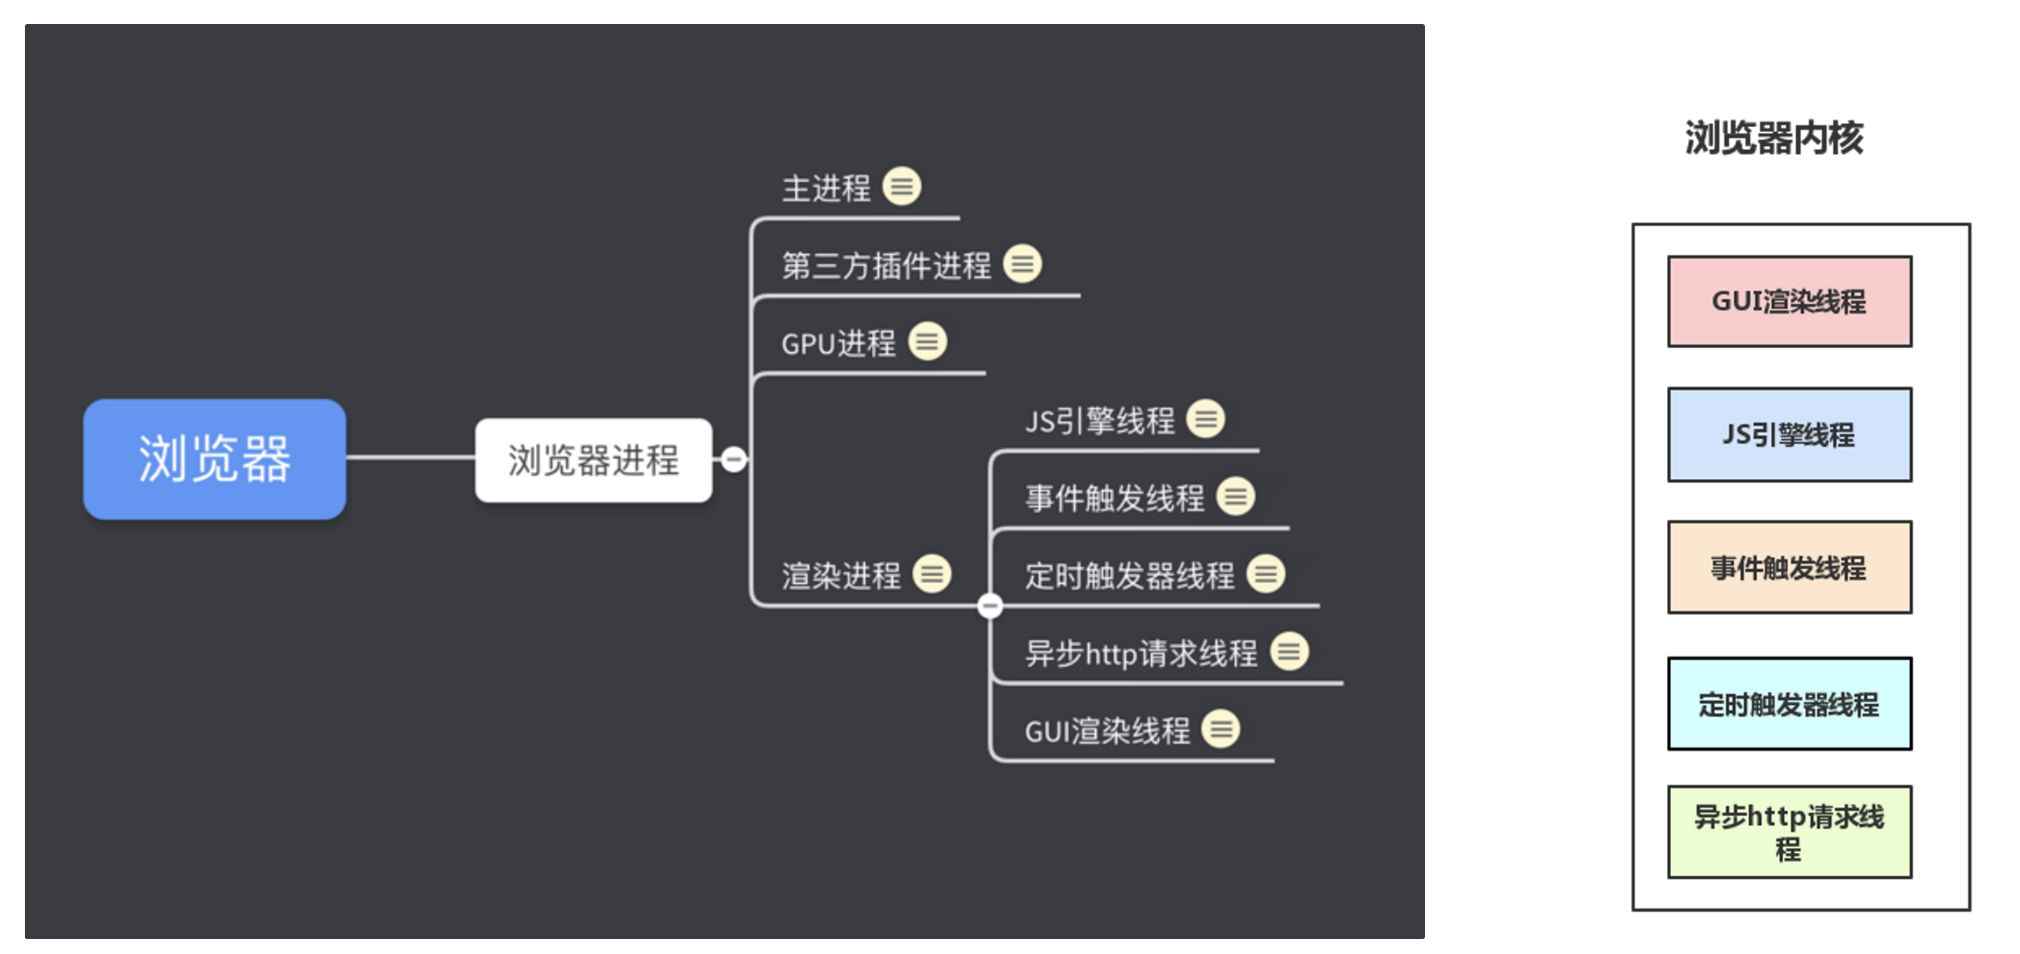 浏览器
浏览器进程
主进程
第三方插件进程
GPU进程
渲染进程
JS引擎线程
事件触发线程
定时触发器线程
异步http请求线程
GUI渲染线程
浏览器内核
GUI渲染线程
JS引擎线程
事件触发线程
定时触发器线程
异步http请求线
程